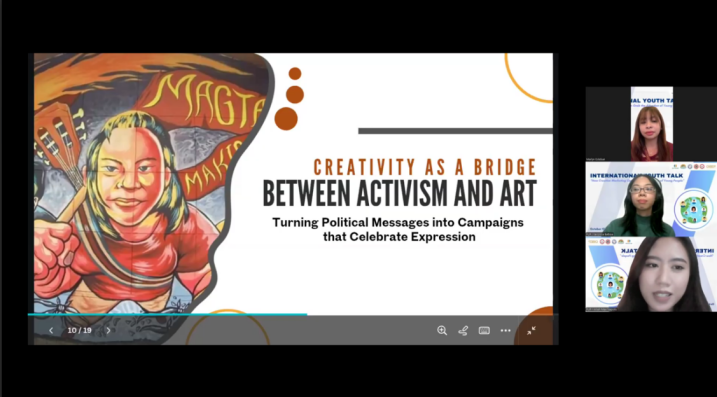 MAGTA
MAKI
CREATIVITY AS A BRIDGE
BETWEEN ACTIVISM AND ART
Turning Political Messages into Campaigns
that Celebrate Expression
10 / 19
INTERNATIONAL YOUTH TALK